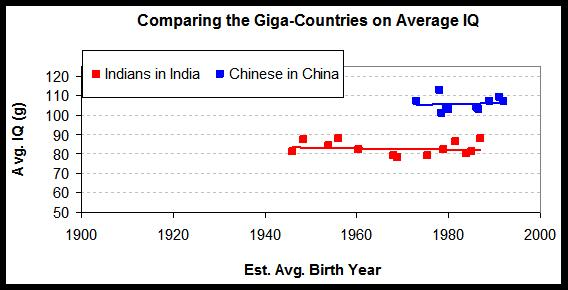 Comparing the Giga-Countries on Average IQ
Indians in India
Chinese in China
Avg. IQ (g)
120
110
100
90
80
70
60
50
1900
1920
1940
1960
1980
2000
Est. Avg. Birth Year